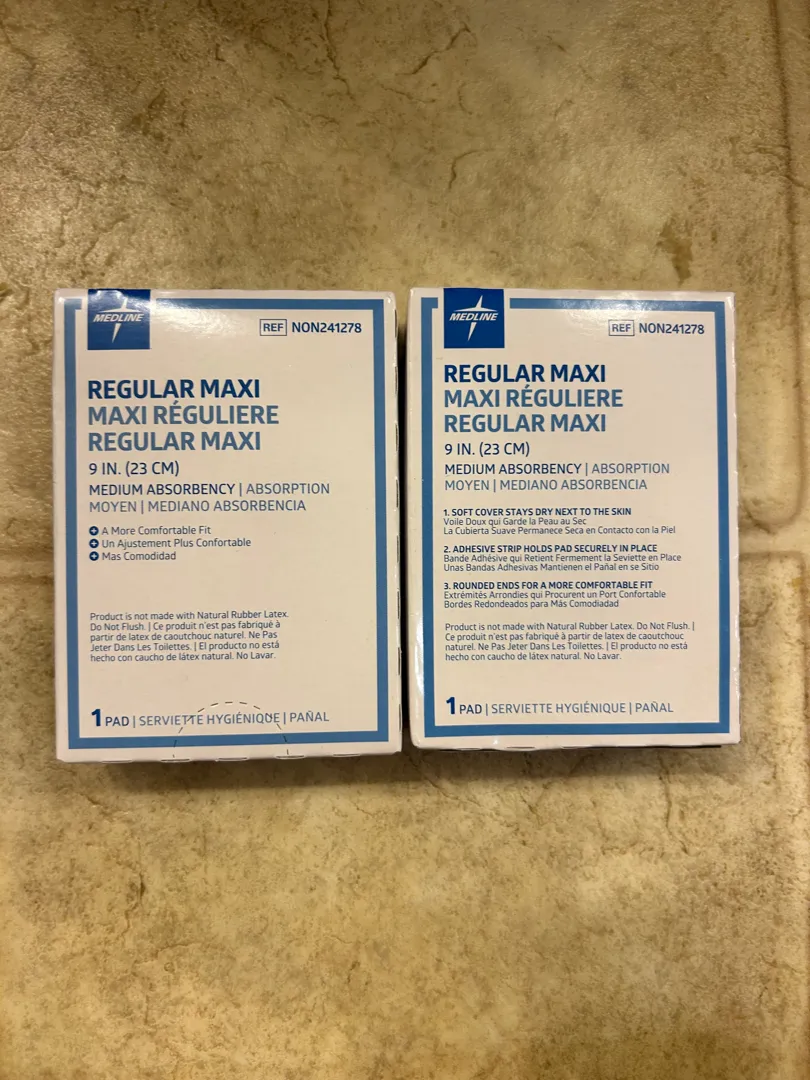 MEDLINE
REF NON241278
REGULAR MAXI
MAXI RÉGULIERE
REGULAR MAXI
9 IN. (23 CM)
MEDIUM ABSORBENCY | ABSORPTION
MOYEN | MEDIANO ABSORBENCIA
A More Comfortable Fit
Un Ajustement Plus Confortable
Mas Comodidad
Product is not made with Natural Rubber Latex.
Do Not Flush. | Ce produit n'est pas fabriqué à
partir de latex de caoutchouc naturel. Ne Pas
Jeter Dans Les Toilettes. | El producto no está
hecho con caucho de látex natural. No Lavar.
1 PAD | SERVIETTE HYGIÉNIQUE | PAÑAL
MEDLINE
REF NON241278
REGULAR MAXI
MAXI RÉGULIERE
REGULAR MAXI
9 IN. (23 CM)
MEDIUM ABSORBENCY | ABSORPTION
MOYEN | MEDIANO ABSORBENCIA
1. SOFT COVER STAYS DRY NEXT TO THE SKIN
Voile Doux qui Garde la Peau au Sec
La Cubierta Suave Permanece Seca en Contacto con la Piel
2. ADHESIVE STRIP HOLDS PAD SECURELY IN PLACE
Bande Adhésive qui Retient Fermement la Seviette en Place
Unas Bandas Adhesivas Mantienen el Pañal en se Sitio
3. ROUNDED ENDS FOR A MORE COMFORTABLE FIT
Extrémités Arrondies qui Procurent un Port Confortable
Bordes Redondeados para Más Comodiadad
Product is not made with Natural Rubber Latex. Do Not Flush. |
Ce produit n'est pas fabriqué à partir de latex de caoutchouc
naturel. Ne Pas Jeter Dans Les Toilettes. | El producto no está
hecho con caucho de látex natural. No Lavar.
1 PAD | SERVIETTE HYGIÉNIQUE | PAÑAL